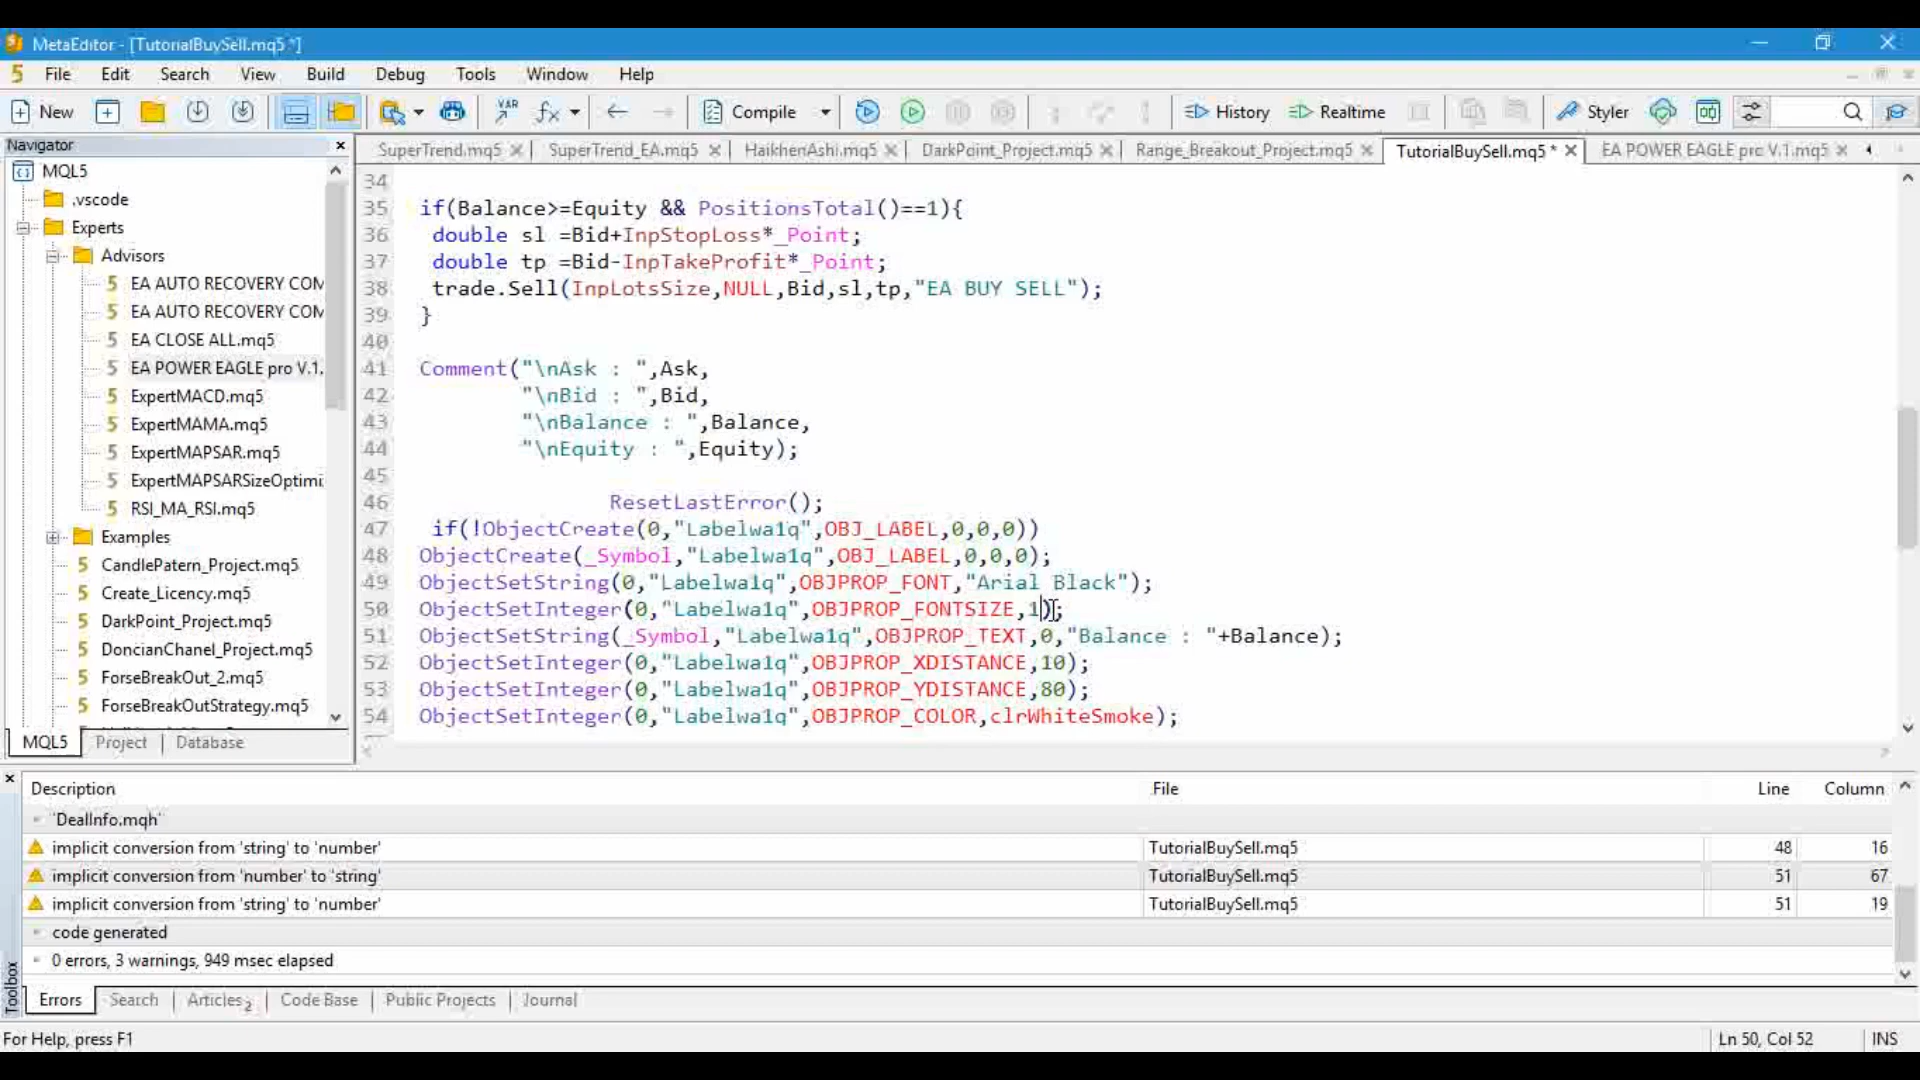 MetaEditor - [TutorialBuySell.mq5 *]
File Edit Search View Build Debug Tools Window Help
New VAR Compile History Realtime Styler
Navigator
SuperTrend.mq5 SuperTrend_EA.mq5 HaikhenAshi.mq5 DarkPoint_Project.mq5 Range_Breakout_Project.mq5 TutorialBuySell.mq5 * EA POWER EAGLE pro V.1.mq5
MQL5
.vscode
Experts
Advisors
EA AUTO RECOVERY COM
EA AUTO RECOVERY COM
EA CLOSE ALL.mq5
EA POWER EAGLE pro V.1.
ExpertMACD.mq5
ExpertMAMA.mq5
ExpertMAPSAR.mq5
ExpertMAPSARSizeOptimi
RSI_MA_RSI.mq5
Examples
CandlePatern_Project.mq5
Create_Licency.mq5
DarkPoint_Project.mq5
DoncianChanel_Project.mq5
ForseBreakOut_2.mq5
ForseBreakOutStrategy.mq5
MQL5 Project Database
34
35 if(Balance>=Equity && PositionsTotal()==1){
36 double sl =Bid+InpStopLoss*_Point;
37 double tp =Bid-InpTakeProfit*_Point;
38 trade.Sell(InpLotsSize,NULL,Bid,sl,tp,"EA BUY SELL");
39 }
40
41 Comment("\nAsk : ",Ask,
42 "\nBid : ",Bid,
43 "\nBalance : ",Balance,
44 "\nEquity : ",Equity);
45
46 ResetLastError();
47 if(!ObjectCreate(0,"Labelwa1q",OBJ_LABEL,0,0,0))
48 ObjectCreate(_Symbol,"Labelwa1q",OBJ_LABEL,0,0,0);
49 ObjectSetString(0,"Labelwa1q",OBJPROP_FONT,"Arial Black");
50 ObjectSetInteger(0,"Labelwa1q",OBJPROP_FONTSIZE,1);
51 ObjectSetString(_Symbol,"Labelwa1q",OBJPROP_TEXT,0,"Balance : "+Balance);
52 ObjectSetInteger(0,"Labelwa1q",OBJPROP_XDISTANCE,10);
53 ObjectSetInteger(0,"Labelwa1q",OBJPROP_YDISTANCE,80);
54 ObjectSetInteger(0,"Labelwa1q",OBJPROP_COLOR,clrWhiteSmoke);
Description File Line Column
'DealInfo.mqh'
implicit conversion from 'string' to 'number' TutorialBuySell.mq5 48 16
implicit conversion from 'number' to 'string' TutorialBuySell.mq5 51 67
implicit conversion from 'string' to 'number' TutorialBuySell.mq5 51 19
code generated
0 errors, 3 warnings, 949 msec elapsed
Toolbox
Errors Search Articles 2 Code Base Public Projects Journal
For Help, press F1 Ln 50, Col 52 INS